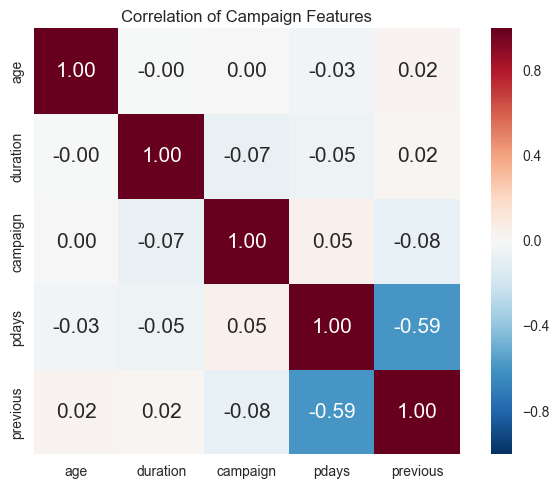 Correlation of Campaign Features
age 1.00 -0.00 0.00 -0.03 0.02
duration -0.00 1.00 -0.07 -0.05 0.02
campaign 0.00 -0.07 1.00 0.05 -0.08
pdays -0.03 -0.05 0.05 1.00 -0.59
previous 0.02 0.02 -0.08 -0.59 1.00
age duration campaign pdays previous
0.8
0.4
0.0
-0.4
-0.8